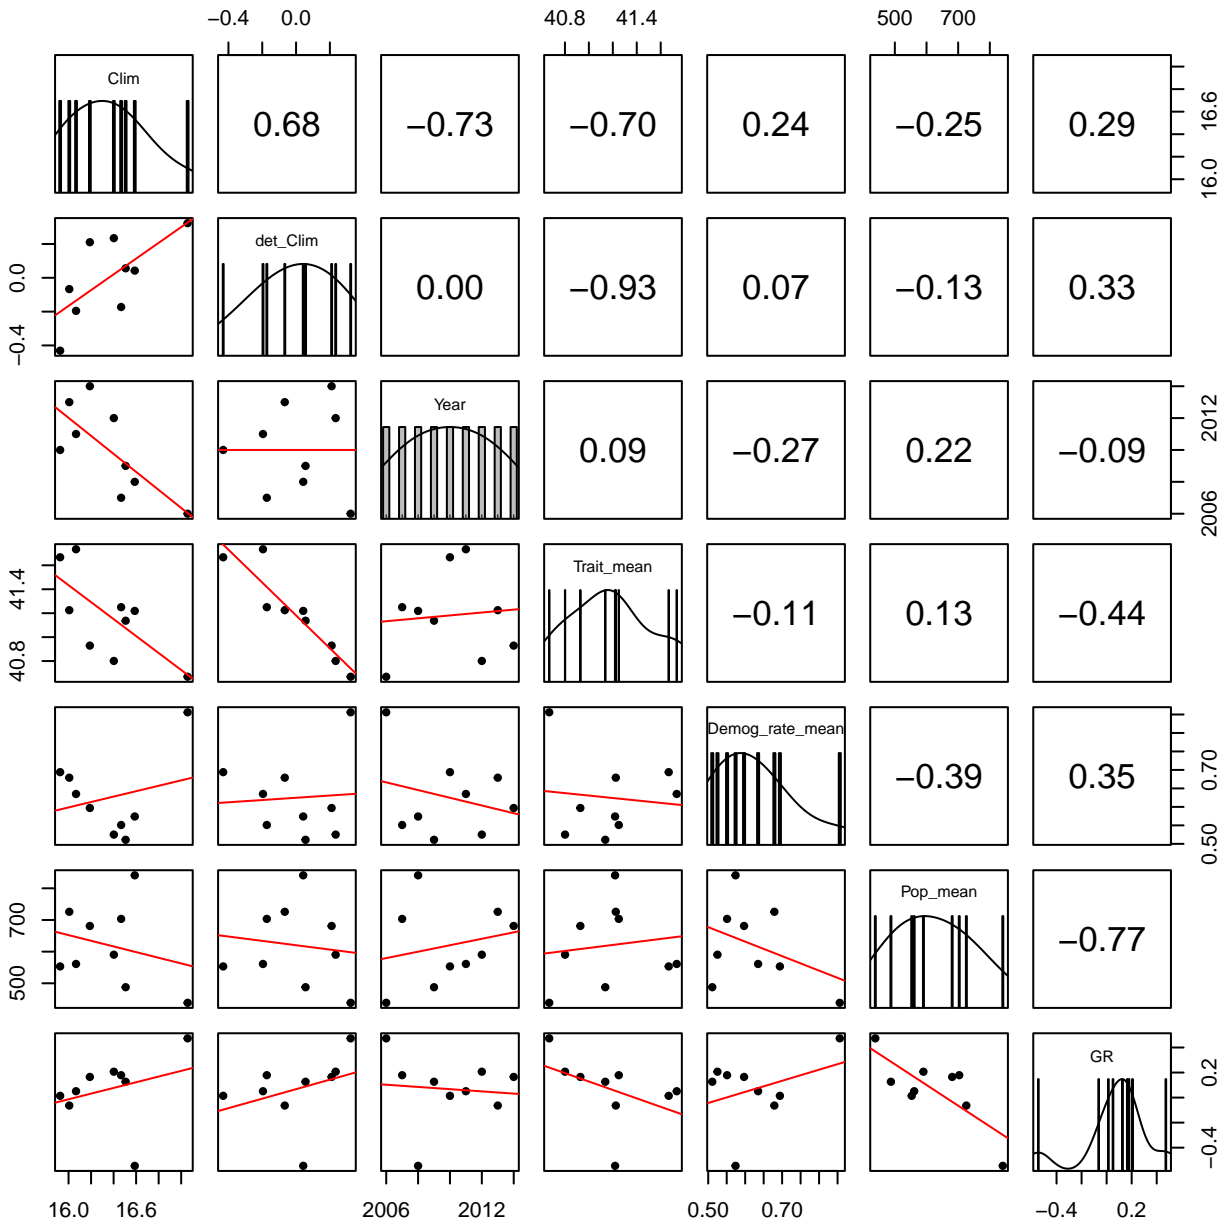 −0.4 0.0 40.8 41.4 500 700
Clim 0.68 −0.73 −0.70 0.24 −0.25 0.29 16.0 16.6
−0.4 0.0 det_Clim 0.00 −0.93 0.07 −0.13 0.33
Year 0.09 −0.27 0.22 −0.09 2006 2012
40.8 41.4 Trait_mean −0.11 0.13 −0.44
Demog_rate_mean −0.39 0.35 0.50 0.70
500 700 Pop_mean −0.77
GR −0.4 0.2
16.0 16.6 2006 2012 0.50 0.70 −0.4 0.2